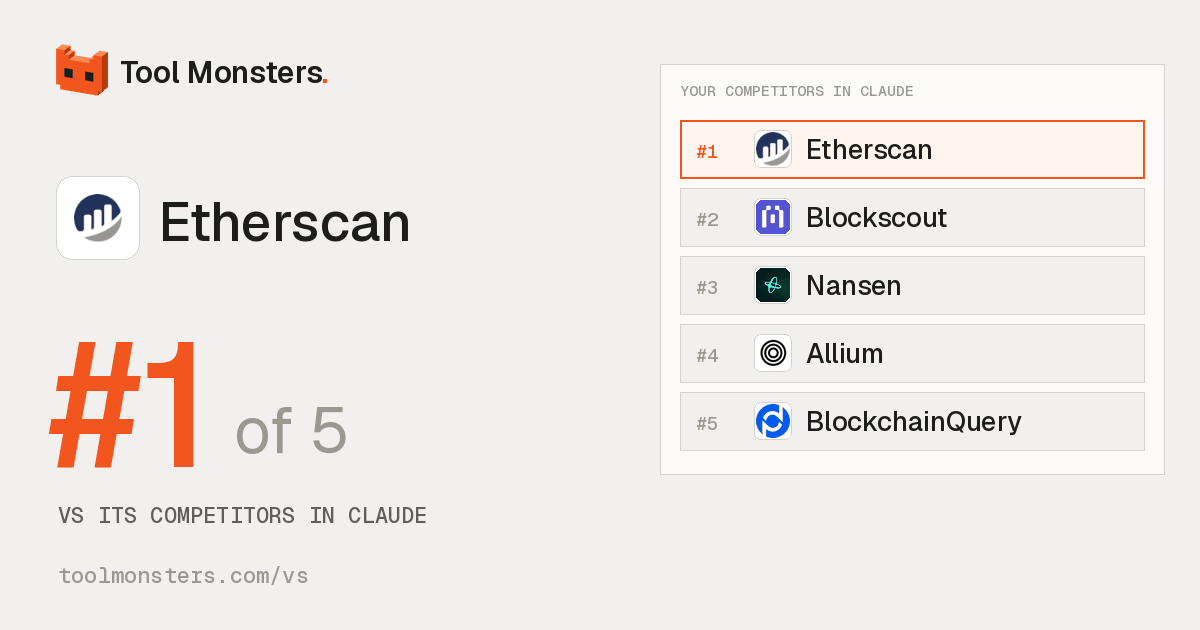 Tool Monsters.
Etherscan
#1 of 5
VS ITS COMPETITORS IN CLAUDE
toolmonsters.com/vs
YOUR COMPETITORS IN CLAUDE
#1 Etherscan
#2 Blockscout
#3 Nansen
#4 Allium
#5 BlockchainQuery